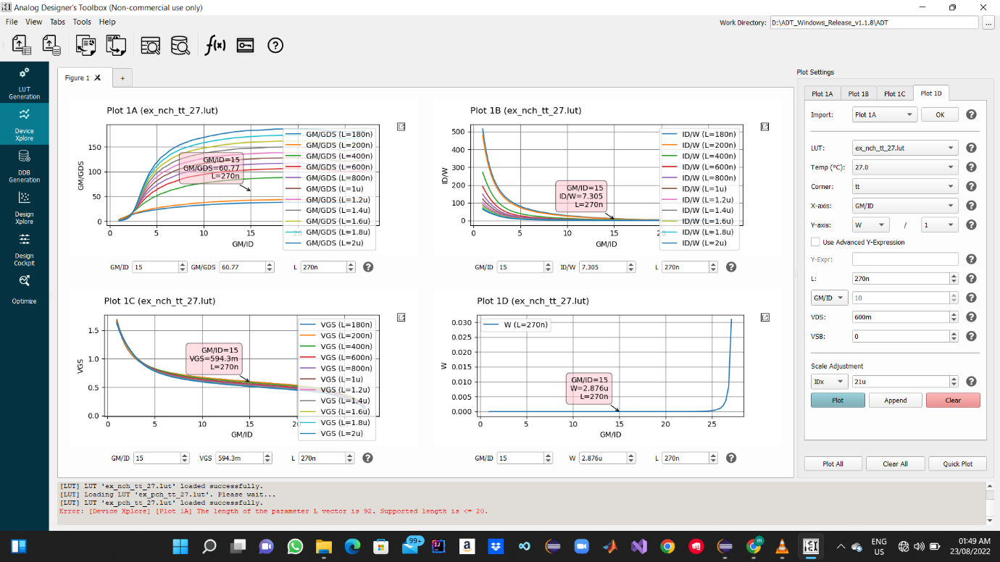 Analog Designer's Toolbox (Non-commercial use only)
File View Tabs Tools Help
Work Directory: D:\ADT_Windows_Release_v1.1.8\ADT ...
LUT
Generation
Device
Xplore
DDB
Generation
Design
Xplore
Design
Cockpit
Optimize
f(x)
?
Figure 1 X +
Plot 1A (ex_nch_tt_27.lut)
GM/GDS
150
100
50
0
0 5 10 15 20
GM/ID
GM/ID=15
GM/GDS=60.77
L=270n
GM/GDS (L=180n)
GM/GDS (L=200n)
GM/GDS (L=400n)
GM/GDS (L=600n)
GM/GDS (L=800n)
GM/GDS (L=1u)
GM/GDS (L=1.2u)
GM/GDS (L=1.4u)
GM/GDS (L=1.6u)
GM/GDS (L=1.8u)
GM/GDS (L=2u)
GM/ID 15 GM/GDS 60.77 L 270n ?
Plot 1B (ex_nch_tt_27.lut)
ID/W
500
400
300
200
100
0
0 5 10 15 20
GM/ID
GM/ID=15
ID/W=7.305
L=270n
ID/W (L=180n)
ID/W (L=200n)
ID/W (L=400n)
ID/W (L=600n)
ID/W (L=800n)
ID/W (L=1u)
ID/W (L=1.2u)
ID/W (L=1.4u)
ID/W (L=1.6u)
ID/W (L=1.8u)
ID/W (L=2u)
GM/ID 15 ID/W 7.305 L 270n ?
Plot 1C (ex_nch_tt_27.lut)
VGS
1.5
1.0
0.5
0.0
0 5 10 15 20
GM/ID
GM/ID=15
VGS=594.3m
L=270n
VGS (L=180n)
VGS (L=200n)
VGS (L=400n)
VGS (L=600n)
VGS (L=800n)
VGS (L=1u)
VGS (L=1.2u)
VGS (L=1.4u)
VGS (L=1.6u)
VGS (L=1.8u)
VGS (L=2u)
GM/ID 15 VGS 594.3m L 270n ?
Plot 1D (ex_nch_tt_27.lut)
W
0.030
0.025
0.020
0.015
0.010
0.005
0.000
0 5 10 15 20 25
GM/ID
W (L=270n)
GM/ID=15
W=2.876u
L=270n
GM/ID 15 W 2.876u L 270n ?
Plot Settings
Plot 1A Plot 1B Plot 1C Plot 1D
Import: Plot 1A OK ?
LUT: ex_nch_tt_27.lut ?
Temp (°C): 27.0 ?
Corner: tt ?
X-axis: GM/ID ?
Y-axis: W / 1 ?
Use Advanced Y-Expression
Y-Expr: ?
L: 270n ?
GM/ID 10 ?
VDS: 600m ?
VSB: 0 ?
Scale Adjustment
IDx 21u ?
Plot Append Clear
Plot All Clear All Quick Plot
[LUT] LUT 'ex_nch_tt_27.lut' loaded successfully.
[LUT] Loading LUT 'ex_pch_tt_27.lut'. Please wait...
[LUT] LUT 'ex_pch_tt_27.lut' loaded successfully.
Error: [Device Xplore] [Plot 1A] The length of the parameter L vector is 92. Supported length is <= 20.
99+
ENG
US
01:49 AM
23/08/2022